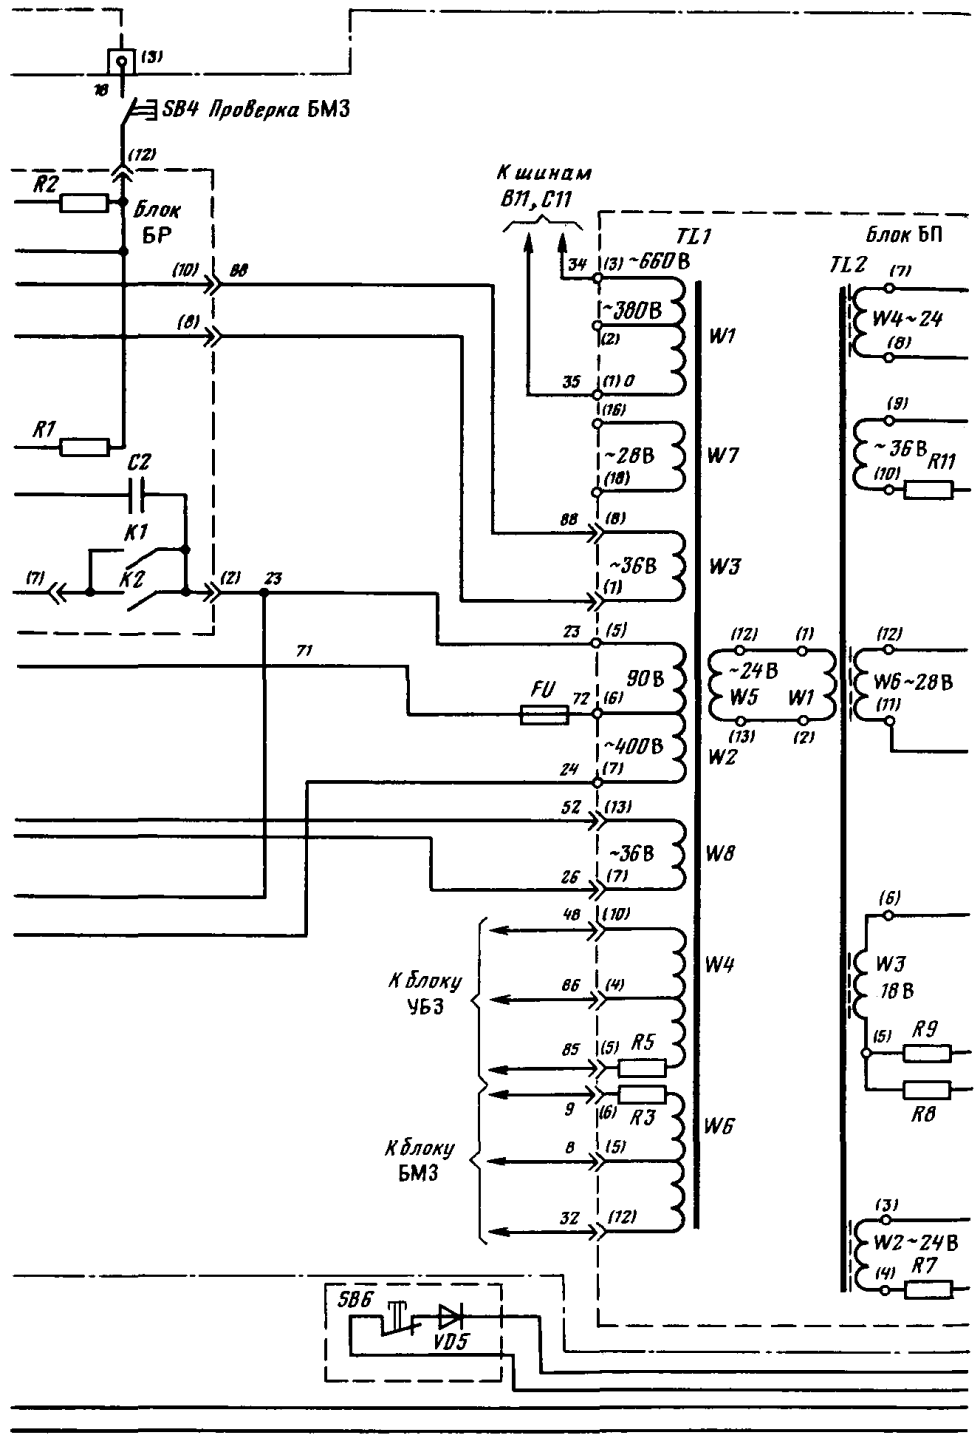 (3)
18
SB4 Проверка БМЗ
(12)
R2
Блок
БР
(10) 88
(8)
R1
C2
K1
(7) K2 (2) 23
71
К шинам
В11, С11
34 (3) ~660В
TL1
Блок БП
TL2
(7)
~380В
(2)
W1
W4~24
(8)
35 (1) 0
(16)
~28В
W7
(18)
(9)
~36В
R11
(10)
88 (8)
~36В
W3
(1)
23 (5)
90В
(12) (1)
~24В
W5 W1
(13) (2)
(12)
W6~28В
(11)
FU 72 (6)
~400В
W2
24 (7)
52 (13)
~36В
W8
26 (7)
48 (10)
W4
К блоку
УБЗ
86 (4)
85 (5) R5
9 (6) R3
W6
К блоку
БМЗ
8 (5)
32 (12)
(6)
W3
18В
(5) R9
R8
(3)
W2~24В
(4) R7
SB6
VD5